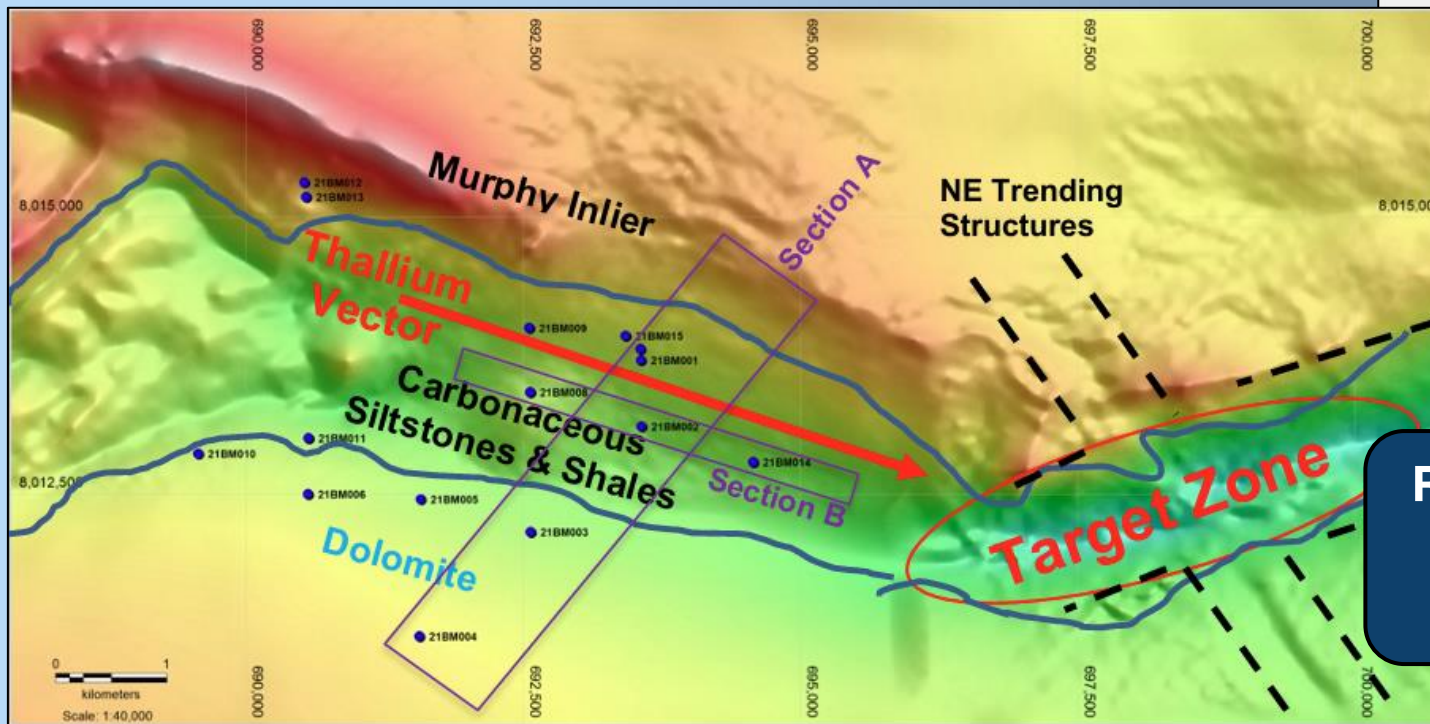 690,000
692,500
695,000
697,500
700,000
8,015,000
8,015,000
Murphy Inlier
Section A
NE Trending
Structures
21BM012
21BM013
Thallium
Vector
21BM009
21BM015
21BM001
21BM008
Carbonaceous
Siltstones & Shales
21BM002
21BM014
Section B
21BM011
21BM010
8,012,500
21BM006
21BM005
21BM003
Target Zone
Dolomite
21BM004
0 1
kilometers
Scale: 1:40,000
690,000
692,500
695,000
697,500
700,000